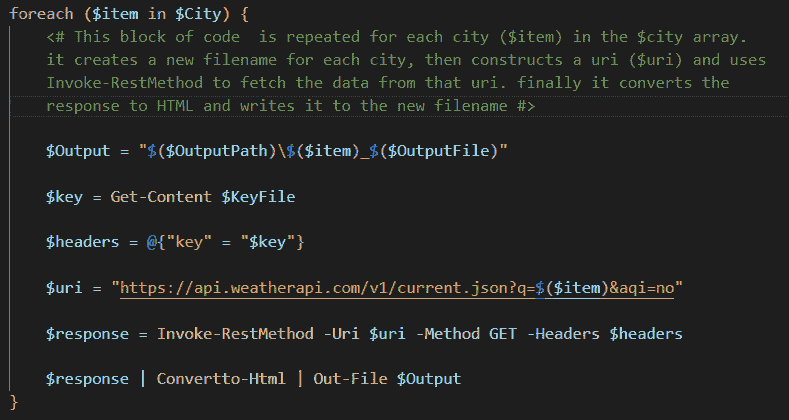 foreach ($item in $City) {
<# This block of code  is repeated for each city ($item) in the $city array.
it creates a new filename for each city, then constructs a uri ($uri) and uses
Invoke-RestMethod to fetch the data from that uri. finally it converts the
response to HTML and writes it to the new filename #>
$Output = "$($OutputPath)\$($item)_$($OutputFile)"
$key = Get-Content $KeyFile
$headers = @{"key" = "$key"}
$uri = "https://api.weatherapi.com/v1/current.json?q=$($item)&aqi=no"
$response = Invoke-RestMethod -Uri $uri -Method GET -Headers $headers
$response | Convertto-Html | Out-File $Output
}